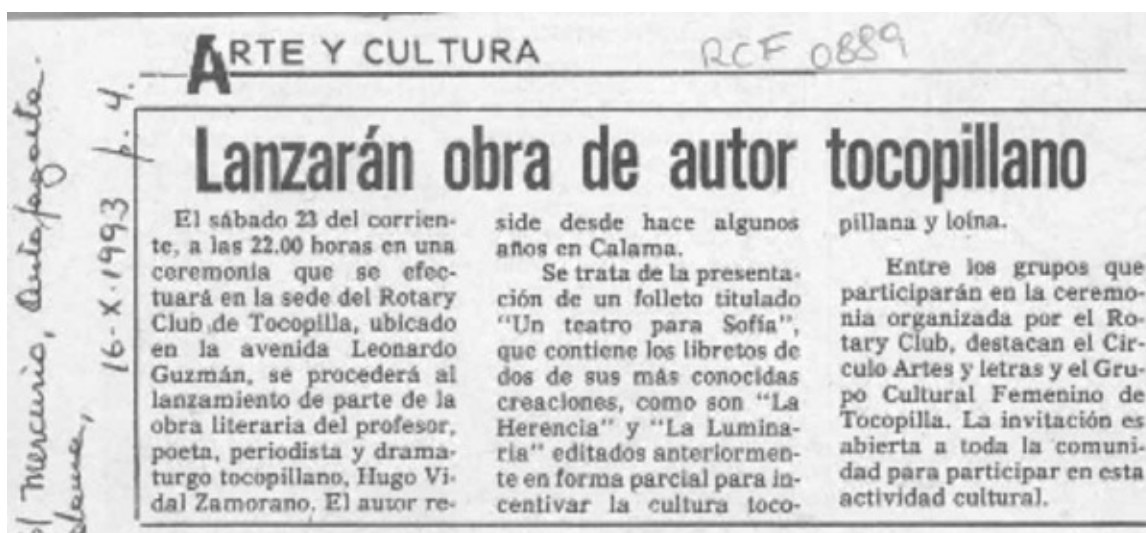 ARTE Y CULTURA
RCF 0889
Lanzarán obra de autor tocopillano
El sábado 23 del corrien-
te, a las 22.00 horas en una
ceremonia que se efec-
tuará en la sede del Rotary
Club de Tocopilla, ubicado
en la avenida Leonardo
Guzmán, se procederá al
lanzamiento de parte de la
obra literaria del profesor,
poeta, periodista y drama-
turgo tocopillano, Hugo Vi-
dal Zamorano. El autor re-
side desde hace algunos
años en Calama.
Se trata de la presenta-
ción de un folleto titulado
"Un teatro para Sofía",
que contiene los libretos de
dos de sus más conocidas
creaciones, como son "La
Herencia" y "La Lumina-
ria" editados anteriormen-
te en forma parcial para in-
centivar la cultura toco-
pillana y loína.
Entre los grupos que
participarán en la ceremo-
nia organizada por el Ro-
tary Club, destacan el Cir-
culo Artes y letras y el Gru-
po Cultural Femenino de
Tocopilla. La invitación es
abierta a toda la comuni-
dad para participar en esta
actividad cultural.
El Mercurio, Antofagasta.
16-X-1993 p. 4.